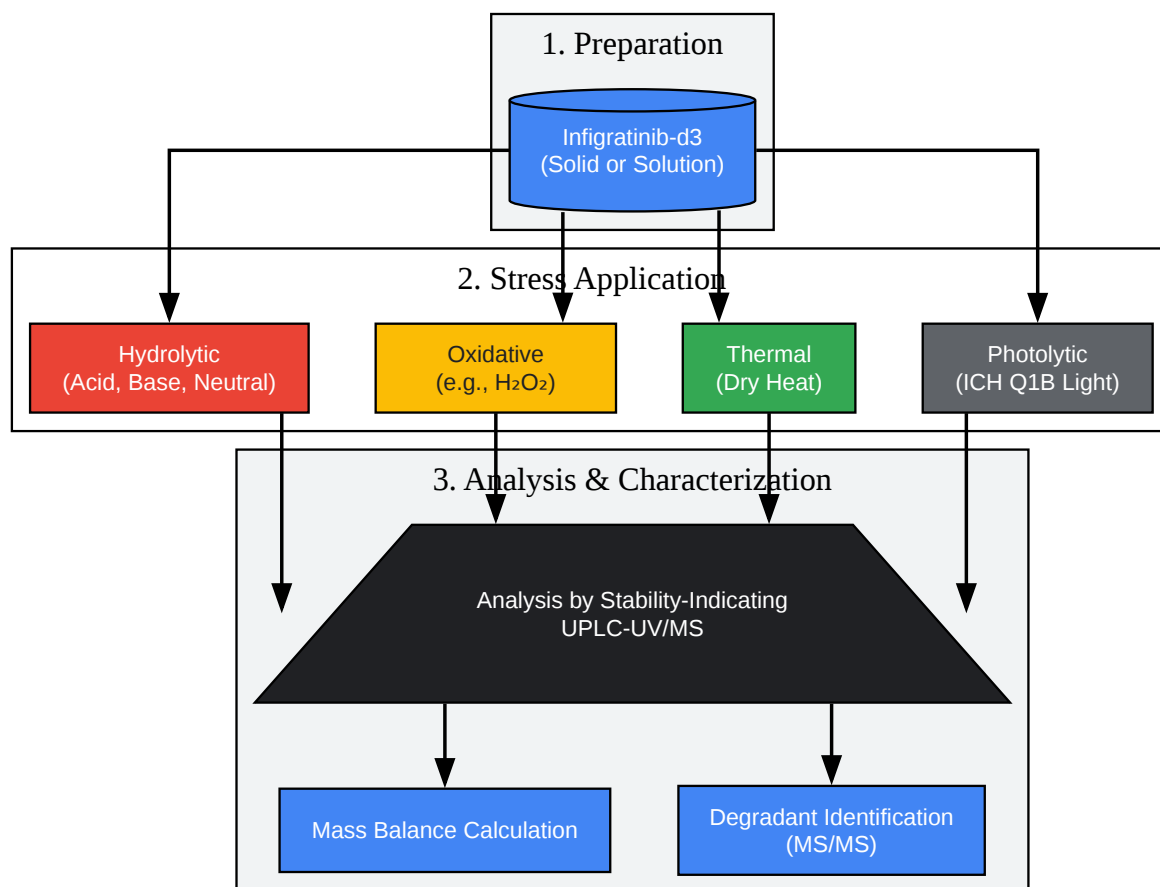 1. Preparation
Infigratinib-d3
(Solid or Solution)
2. Stress Application
Hydrolytic
(Acid, Base, Neutral)
Oxidative
(e.g., H₂O₂)
Thermal
(Dry Heat)
Photolytic
(ICH Q1B Light)
3. Analysis & Characterization
Analysis by Stability-Indicating
UPLC-UV/MS
Mass Balance Calculation
Degradant Identification
(MS/MS)